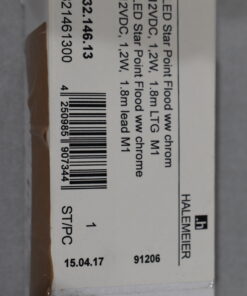 LED Star Point Flood ww chrom
12VDC, 1,2W, 1.8m LTG M1
LED Star Point Flood ww chrome
12VDC, 1,2W, 1.8m lead M1
.h
HALEMEIER
32.146.13
021461300
4 250985 907344
1
ST/PC
15.04.17
91206